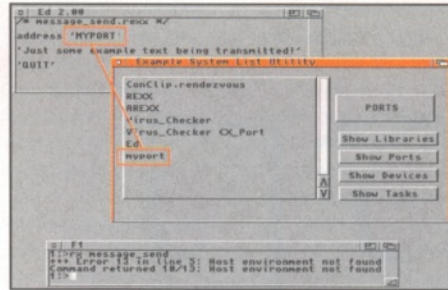 Ed 2.00
/* message_send.rexx */
address 'MYPORT'
'Just some example text being transmitted!'
'QUIT'
Example System List Utility
ConClip.rendezvous
REXX
AREXX
Virus_Checker
Virus_Checker CX_Port
Ed
myport
PORTS
Show Libraries
Show Ports
Show Devices
Show Tasks
F1
1:>rx message_send
+++ Error 13 in line 5: Host environment not found
Command returned 10/13: Host environment not found
1:>